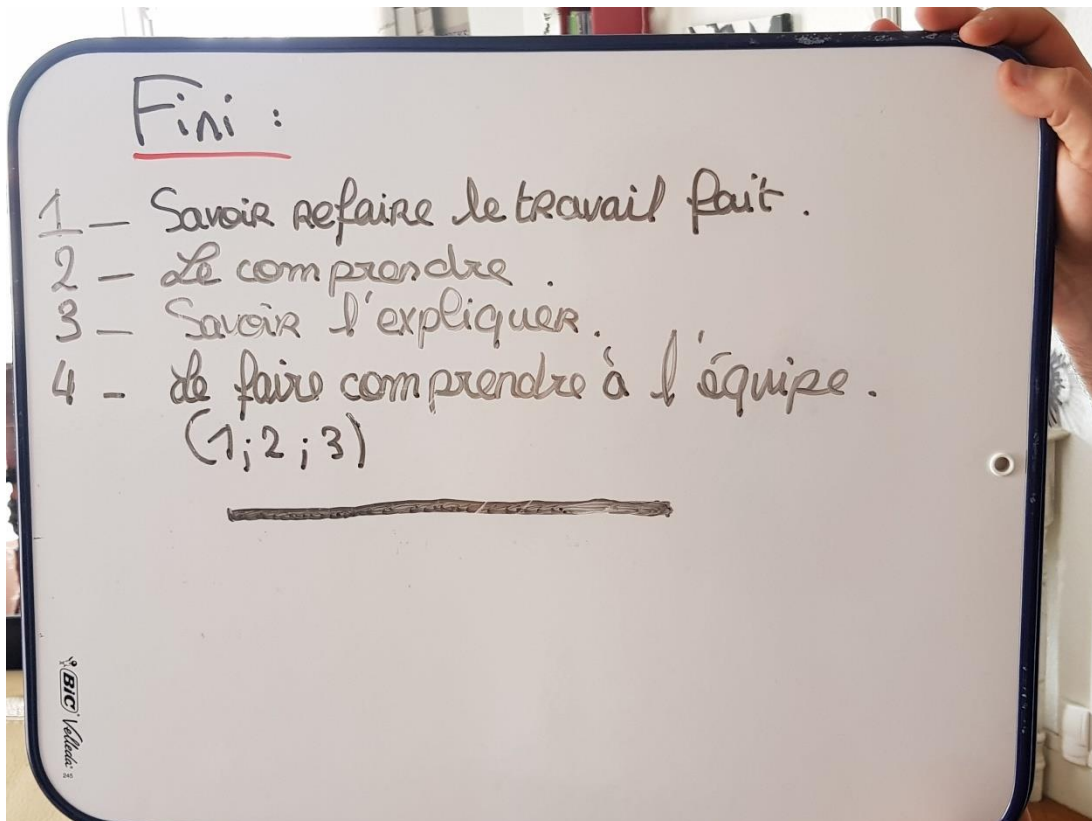 Fini :
1 - Savoir refaire le travail fait.
2 - Le comprendre.
3 - Savoir l'expliquer.
4 - Le faire comprendre à l'équipe.
(1;2;3)
BIC Velleda